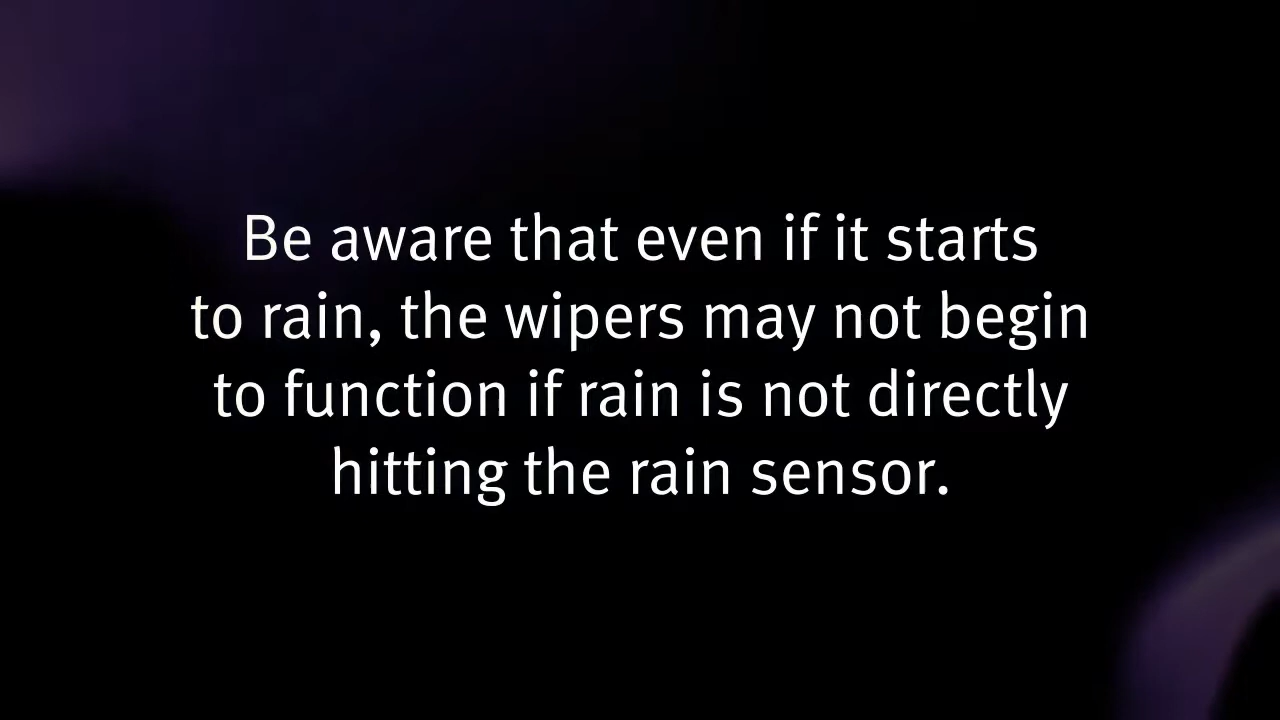 Be aware that even if it starts
to rain, the wipers may not begin
to function if rain is not directly
hitting the rain sensor.